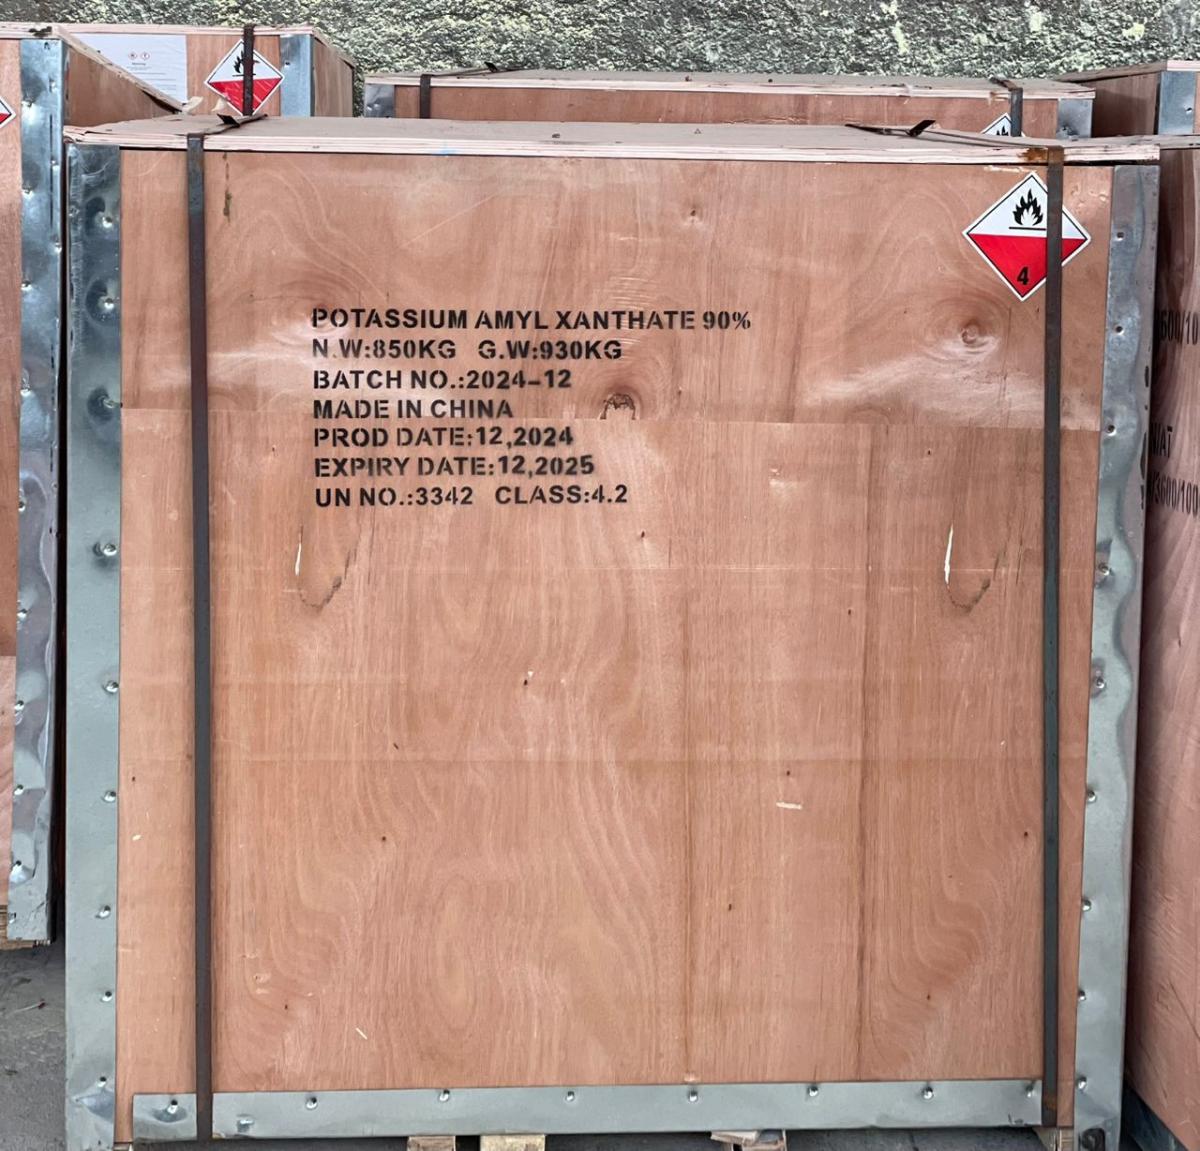 POTASSIUM AMYL XANTHATE 90%
N.W:850KG G.W:930KG
BATCH NO.:2024-12
MADE IN CHINA
PROD DATE:12,2024
EXPIRY DATE:12,2025
UN NO.:3342 CLASS:4.2
4